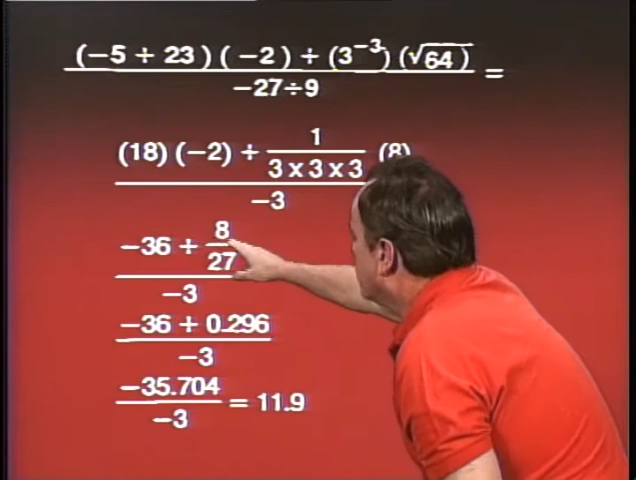 (−5 + 23)(−2) + (3⁻³)(√64)
−27÷9
=
(18)(−2) + 1 (8)
3 x 3 x 3
−3
−36 + 8
27
−3
−36 + 0.296
−3
−35.704
−3
= 11.9